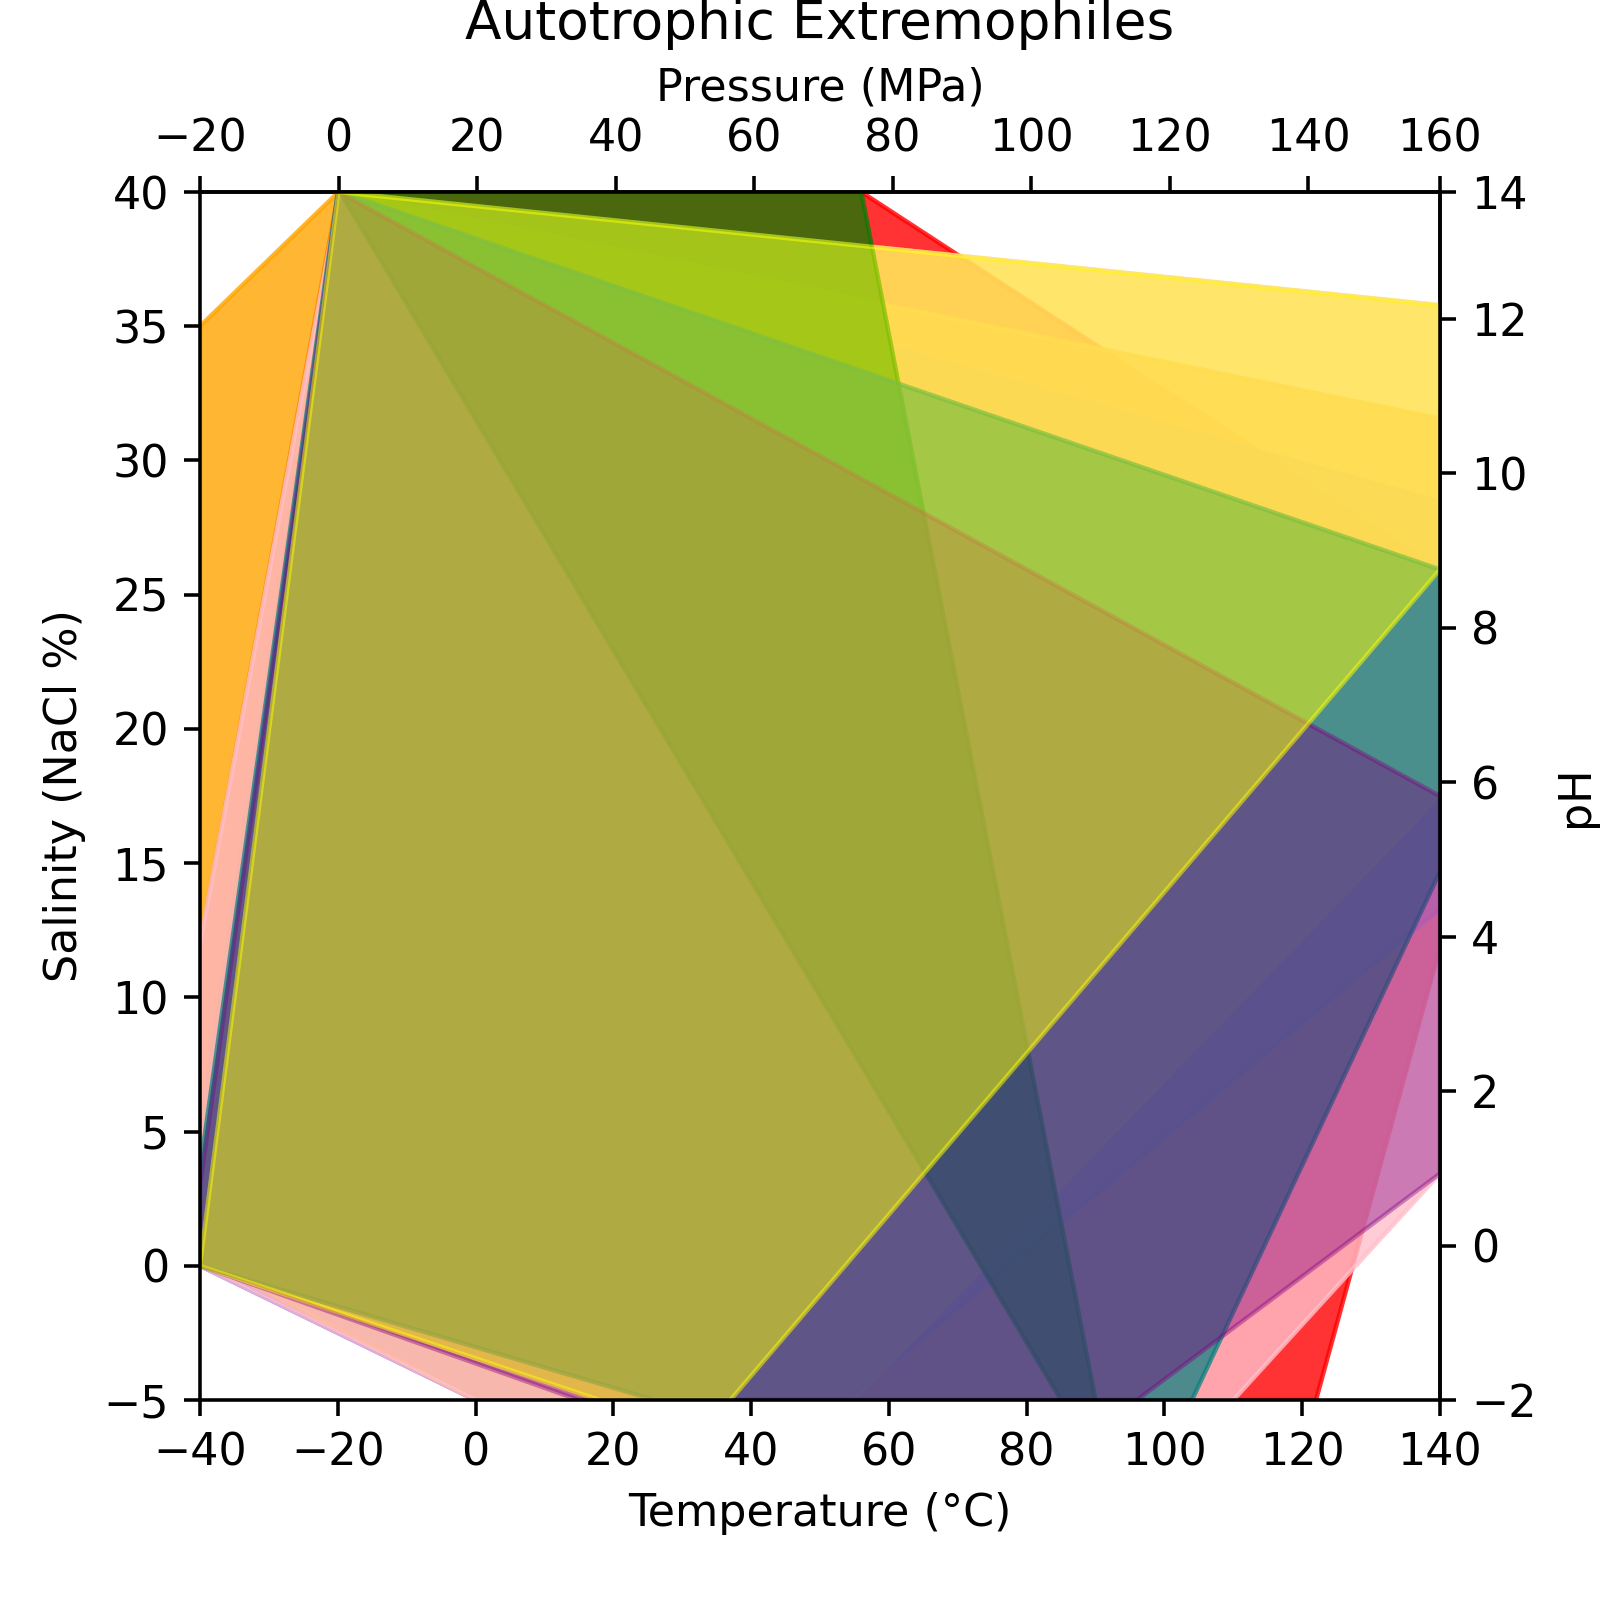 Autotrophic Extremophiles
Pressure (MPa)
−20 0 20 40 60 80 100 120 140 160
40
35
30
25
20
15
10
5
0
−5
Salinity (NaCl %)
14
12
10
8
6
4
2
0
−2
pH
−40 −20 0 20 40 60 80 100 120 140
Temperature (°C)